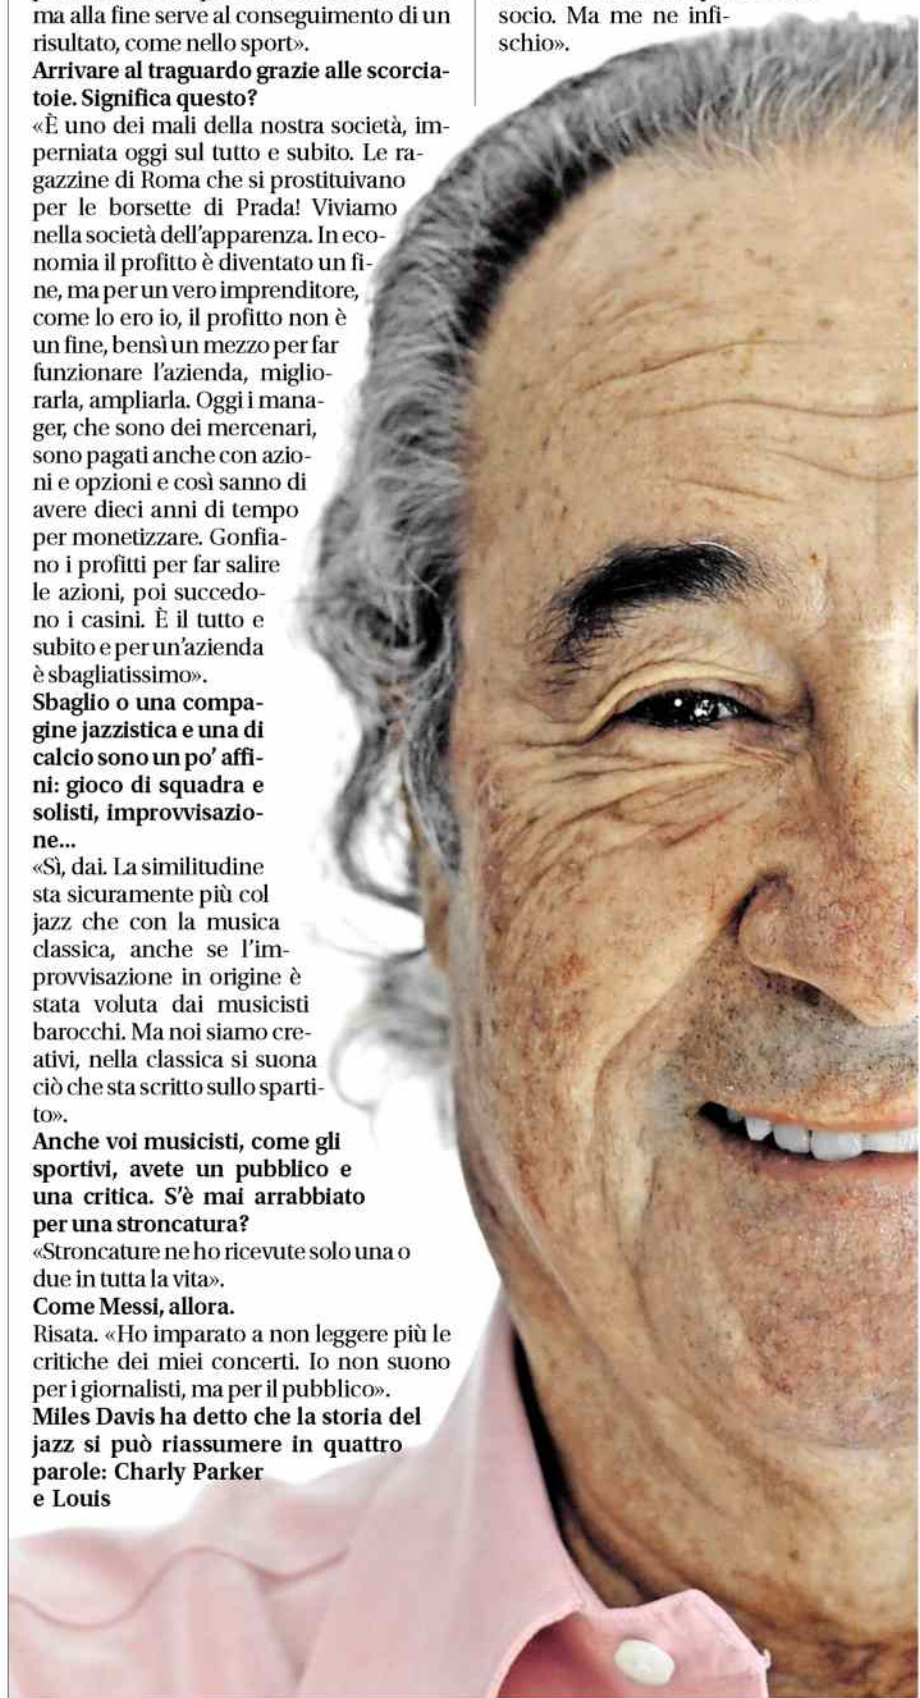 ma alla fine serve al conseguimento di un
risultato, come nello sport».
Arrivare al traguardo grazie alle scorcia-
toie. Significa questo?
«È uno dei mali della nostra società, im-
perniata oggi sul tutto e subito. Le ra-
gazzine di Roma che si prostituivano
per le borsette di Prada! Viviamo
nella società dell'apparenza. In eco-
nomia il profitto è diventato un fi-
ne, ma per un vero imprenditore,
come lo ero io, il profitto non è
un fine, bensì un mezzo per far
funzionare l'azienda, miglio-
rarla, ampliarla. Oggi i mana-
ger, che sono dei mercenari,
sono pagati anche con azio-
ni e opzioni e così sanno di
avere dieci anni di tempo
per monetizzare. Gonfia-
no i profitti per far salire
le azioni, poi succedo-
no i casini. È il tutto e
subito e per un'azienda
è sbagliatissimo».
Sbaglio o una compa-
gine jazzistica e una di
calcio sono un po' affi-
ni: gioco di squadra e
solisti, improvvisazio-
ne...
«Sì, dai. La similitudine
sta sicuramente più col
jazz che con la musica
classica, anche se l'im-
provvisazione in origine è
stata voluta dai musicisti
barocchi. Ma noi siamo cre-
ativi, nella classica si suona
ciò che sta scritto sullo sparti-
to».
Anche voi musicisti, come gli
sportivi, avete un pubblico e
una critica. S'è mai arrabbiato
per una stroncatura?
«Stroncature ne ho ricevute solo una o
due in tutta la vita».
Come Messi, allora.
Risata. «Ho imparato a non leggere più le
critiche dei miei concerti. Io non suono
per i giornalisti, ma per il pubblico».
Miles Davis ha detto che la storia del
jazz si può riassumere in quattro
parole: Charly Parker
e Louis
socio. Ma me ne infi-
schio».